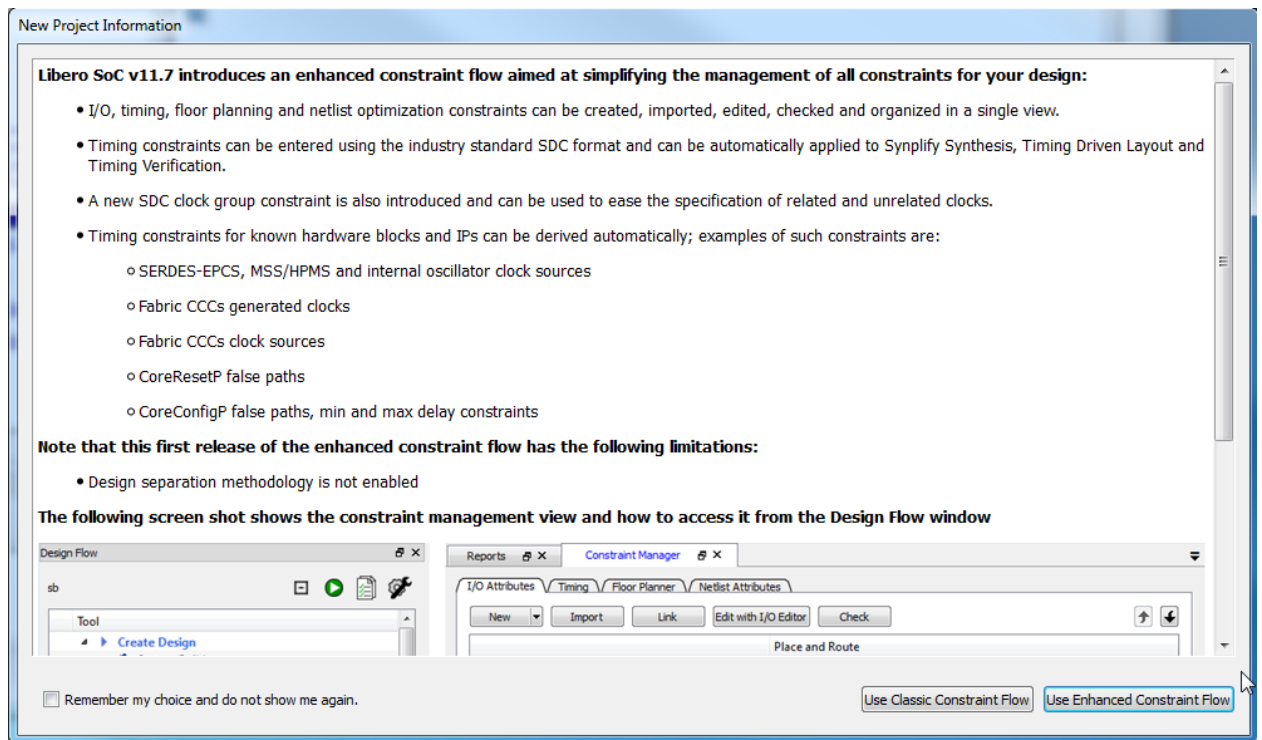 New Project Information
Libero SoC v11.7 introduces an enhanced constraint flow aimed at simplifying the management of all constraints for your design:
• I/O, timing, floor planning and netlist optimization constraints can be created, imported, edited, checked and organized in a single view.
• Timing constraints can be entered using the industry standard SDC format and can be automatically applied to Synplify Synthesis, Timing Driven Layout and
Timing Verification.
• A new SDC clock group constraint is also introduced and can be used to ease the specification of related and unrelated clocks.
• Timing constraints for known hardware blocks and IPs can be derived automatically; examples of such constraints are:
o SERDES-EPCS, MSS/HPMS and internal oscillator clock sources
o Fabric CCCs generated clocks
o Fabric CCCs clock sources
o CoreResetP false paths
o CoreConfigP false paths, min and max delay constraints
Note that this first release of the enhanced constraint flow has the following limitations:
• Design separation methodology is not enabled
The following screen shot shows the constraint management view and how to access it from the Design Flow window
Design Flow
sb
Tool
Create Design
Reports
Constraint Manager
I/O Attributes Timing Floor Planner Netlist Attributes
New Import Link Edit with I/O Editor Check
Place and Route
Remember my choice and do not show me again.
Use Classic Constraint Flow
Use Enhanced Constraint Flow